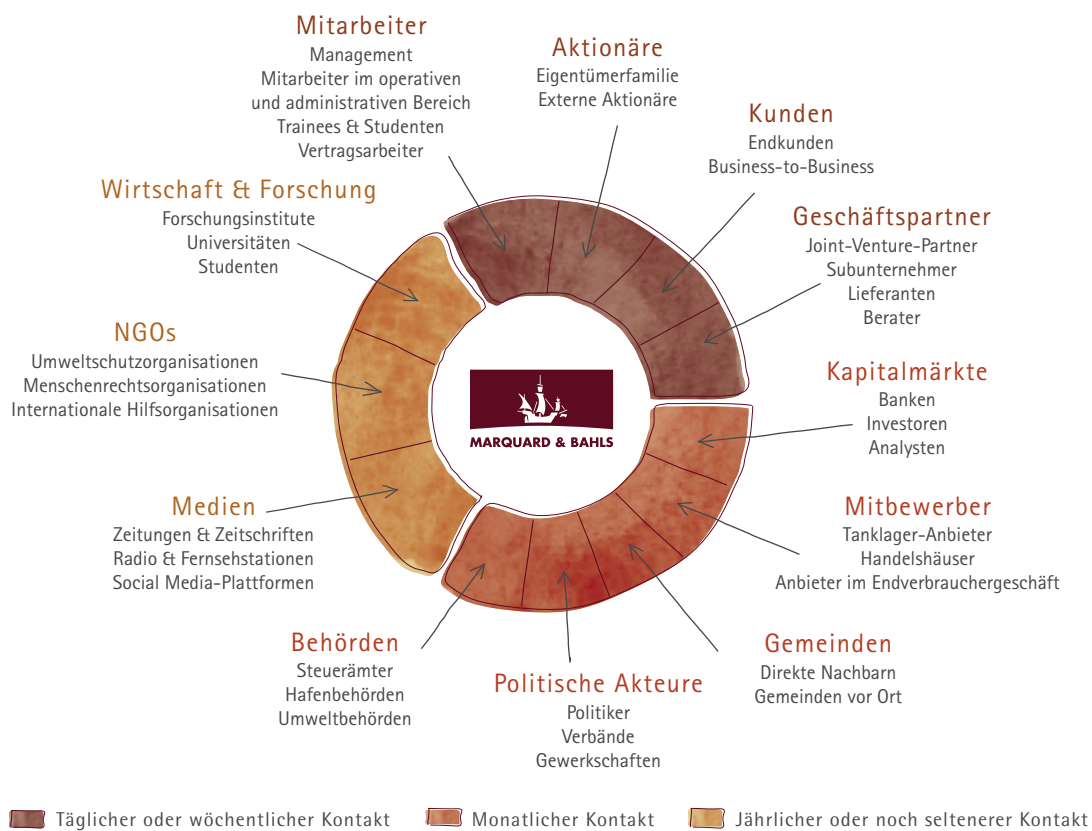 Mitarbeiter
Management
Mitarbeiter im operativen
und administrativen Bereich
Trainees & Studenten
Vertragsarbeiter
Aktionäre
Eigentümerfamilie
Externe Aktionäre
Kunden
Endkunden
Business-to-Business
Geschäftspartner
Joint-Venture-Partner
Subunternehmer
Lieferanten
Berater
Kapitalmärkte
Banken
Investoren
Analysten
Mitbewerber
Tanklager-Anbieter
Handelshäuser
Anbieter im Endverbrauchergeschäft
Gemeinden
Direkte Nachbarn
Gemeinden vor Ort
Politische Akteure
Politiker
Verbände
Gewerkschaften
Behörden
Steuerämter
Hafenbehörden
Umweltbehörden
Medien
Zeitungen & Zeitschriften
Radio & Fernsehstationen
Social Media-Plattformen
NGOs
Umweltschutzorganisationen
Menschenrechtsorganisationen
Internationale Hilfsorganisationen
Wirtschaft & Forschung
Forschungsinstitute
Universitäten
Studenten
MARQUARD & BAHLS
Täglicher oder wöchentlicher Kontakt
Monatlicher Kontakt
Jährlicher oder noch seltenerer Kontakt